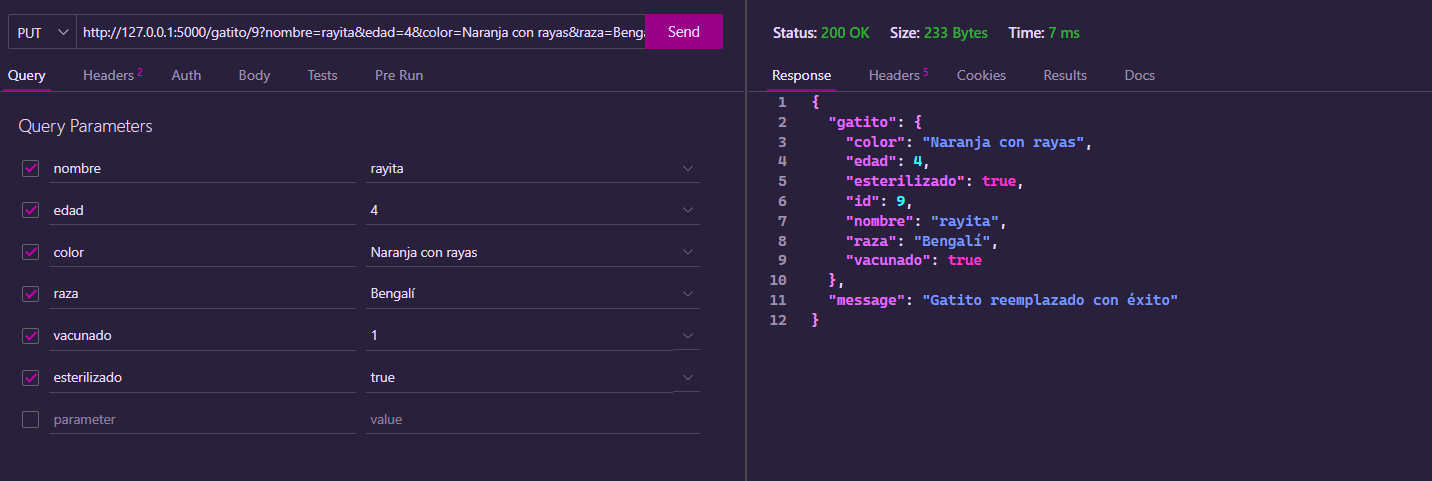 PUT http://127.0.0.1:5000/gatito/9?nombre=rayita&edad=4&color=Naranja con rayas&raza=Beng Send
Query Headers 2 Auth Body Tests Pre Run
Query Parameters
nombre rayita
edad 4
color Naranja con rayas
raza Bengalí
vacunado 1
esterilizado true
parameter value
Status: 200 OK Size: 233 Bytes Time: 7 ms
Response Headers 5 Cookies Results Docs
1 {
2 "gatito": {
3 "color": "Naranja con rayas",
4 "edad": 4,
5 "esterilizado": true,
6 "id": 9,
7 "nombre": "rayita",
8 "raza": "Bengalí",
9 "vacunado": true
10 },
11 "message": "Gatito reemplazado con éxito"
12 }